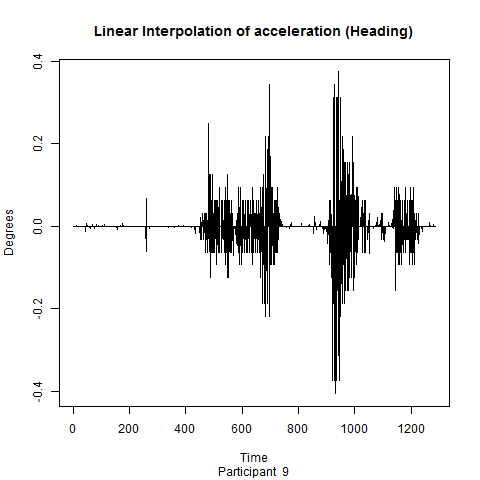 Linear Interpolation of acceleration (Heading)
0.4
0.2
0.0
-0.2
-0.4
Degrees
0 200 400 600 800 1000 1200
Time
Participant 9